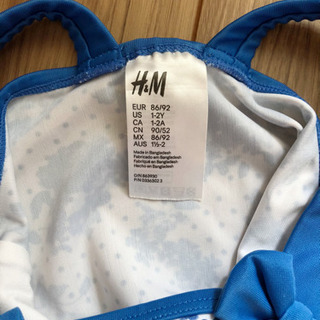 H&M
EUR 86/92
US 1-2Y
CA 1-2A
CN 90/52
MX 86/92
AUS 1½-2
Made in Bangladesh
Fabriqué au Bangladesh
Hecho en Bangladesh